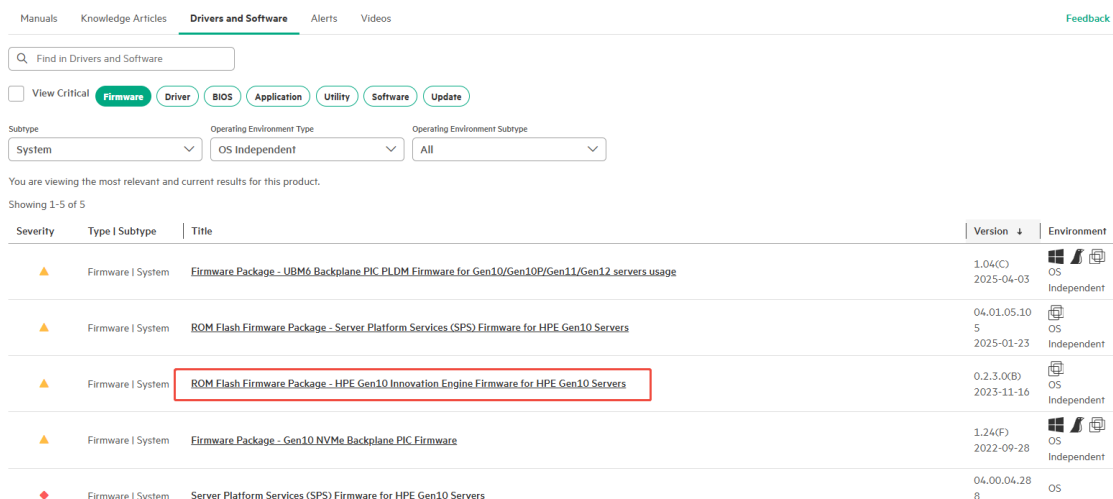 Manuals Knowledge Articles Drivers and Software Alerts Videos Feedback
Find in Drivers and Software
View Critical Firmware Driver BIOS Application Utility Software Update
Subtype Operating Environment Type Operating Environment Subtype
System OS Independent All
You are viewing the most relevant and current results for this product.
Showing 1-5 of 5
Severity Type | Subtype Title Version ↓ Environment
Firmware | System Firmware Package - UBM6 Backplane PIC PLDM Firmware for Gen10/Gen10P/Gen11/Gen12 servers usage 1.04(C)
2025-04-03
OS
Independent
Firmware | System ROM Flash Firmware Package - Server Platform Services (SPS) Firmware for HPE Gen10 Servers 04.01.05.10
5
2025-01-23
OS
Independent
Firmware | System ROM Flash Firmware Package - HPE Gen10 Innovation Engine Firmware for HPE Gen10 Servers 0.2.3.0(B)
2023-11-16
OS
Independent
Firmware | System Firmware Package - Gen10 NVMe Backplane PIC Firmware 1.24(F)
2022-09-28
OS
Independent
Firmware | System Server Platform Services (SPS) Firmware for HPE Gen10 Servers 04.00.04.28
8
OS